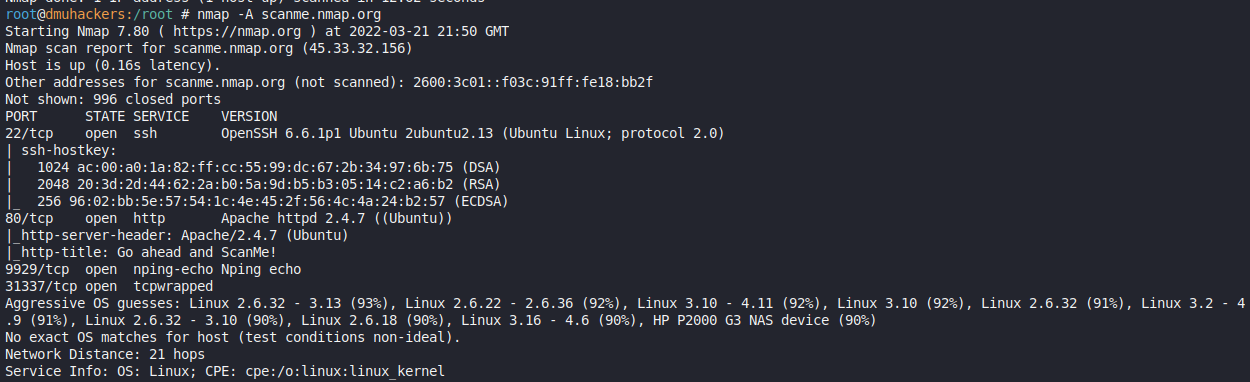 Nmap done: 1 IP address (1 host up) scanned in 12.62 seconds
root@dmuhackers:/root # nmap -A scanme.nmap.org
Starting Nmap 7.80 ( https://nmap.org ) at 2022-03-21 21:50 GMT
Nmap scan report for scanme.nmap.org (45.33.32.156)
Host is up (0.16s latency).
Other addresses for scanme.nmap.org (not scanned): 2600:3c01::f03c:91ff:fe18:bb2f
Not shown: 996 closed ports
PORT      STATE SERVICE    VERSION
22/tcp    open  ssh        OpenSSH 6.6.1p1 Ubuntu 2ubuntu2.13 (Ubuntu Linux; protocol 2.0)
| ssh-hostkey:
|   1024 ac:00:a0:1a:82:ff:cc:55:99:dc:67:2b:34:97:6b:75 (DSA)
|   2048 20:3d:2d:44:62:2a:b0:5a:9d:b5:b3:05:14:c2:a6:b2 (RSA)
|_  256 96:02:bb:5e:57:54:1c:4e:45:2f:56:4c:4a:24:b2:57 (ECDSA)
80/tcp    open  http       Apache httpd 2.4.7 ((Ubuntu))
|_http-server-header: Apache/2.4.7 (Ubuntu)
|_http-title: Go ahead and ScanMe!
9929/tcp  open  nping-echo Nping echo
31337/tcp open  tcpwrapped
Aggressive OS guesses: Linux 2.6.32 - 3.13 (93%), Linux 2.6.22 - 2.6.36 (92%), Linux 3.10 - 4.11 (92%), Linux 3.10 (92%), Linux 2.6.32 (91%), Linux 3.2 - 4
.9 (91%), Linux 2.6.32 - 3.10 (90%), Linux 2.6.18 (90%), Linux 3.16 - 4.6 (90%), HP P2000 G3 NAS device (90%)
No exact OS matches for host (test conditions non-ideal).
Network Distance: 21 hops
Service Info: OS: Linux; CPE: cpe:/o:linux:linux_kernel